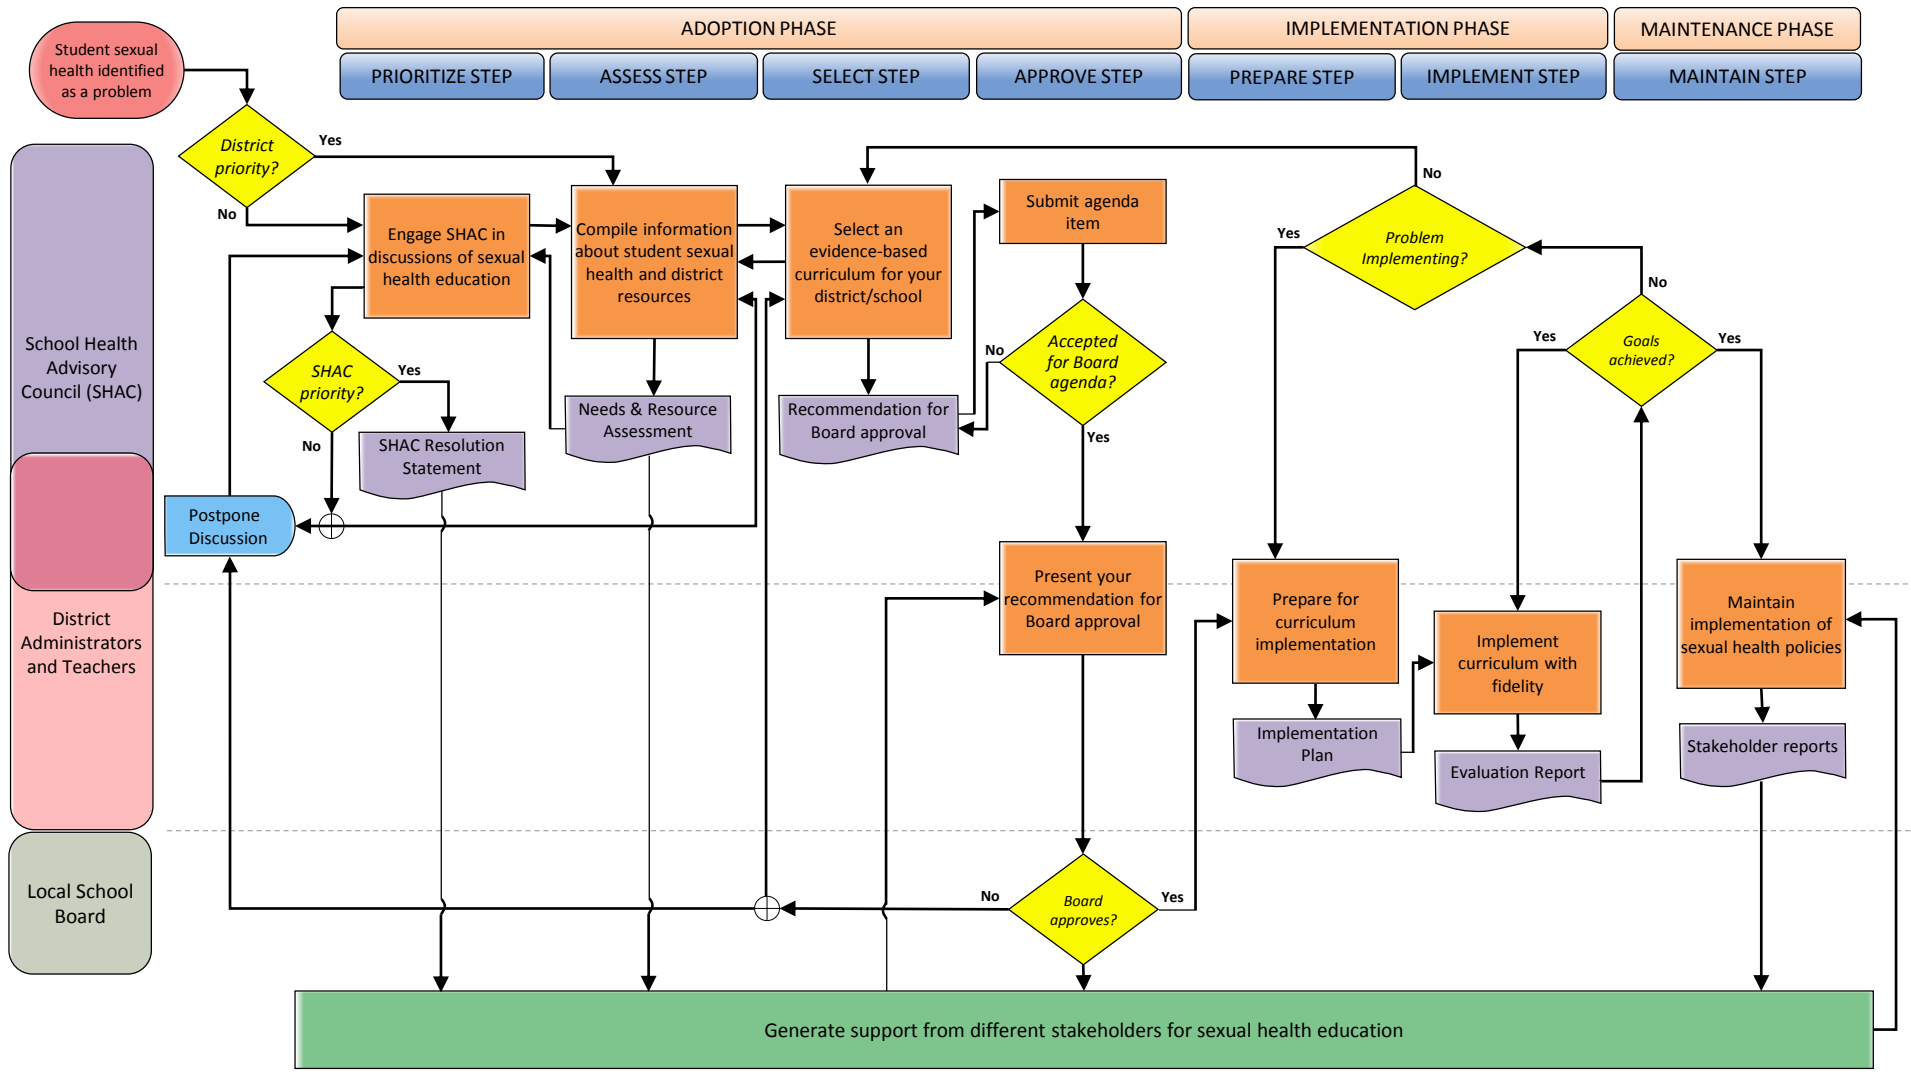 Student sexual
health identified
as a problem
ADOPTION PHASE
IMPLEMENTATION PHASE
MAINTENANCE PHASE
PRIORITIZE STEP
ASSESS STEP
SELECT STEP
APPROVE STEP
PREPARE STEP
IMPLEMENT STEP
MAINTAIN STEP
School Health
Advisory
Council (SHAC)
District
Administrators
and Teachers
Local School
Board
District
priority?
Yes
No
Engage SHAC in
discussions of sexual
health education
SHAC
priority?
Yes
No
SHAC Resolution
Statement
Postpone
Discussion
Compile information
about student sexual
health and district
resources
Needs & Resource
Assessment
Select an
evidence-based
curriculum for your
district/school
Recommendation for
Board approval
Submit agenda
item
Accepted
for Board
agenda?
No
Yes
Present your
recommendation for
Board approval
Board
approves?
No
Yes
Problem
Implementing?
No
Yes
Prepare for
curriculum
implementation
Implementation
Plan
Implement
curriculum with
fidelity
Evaluation Report
Goals
achieved?
No
Yes
Yes
Maintain
implementation of
sexual health policies
Stakeholder reports
Generate support from different stakeholders for sexual health education